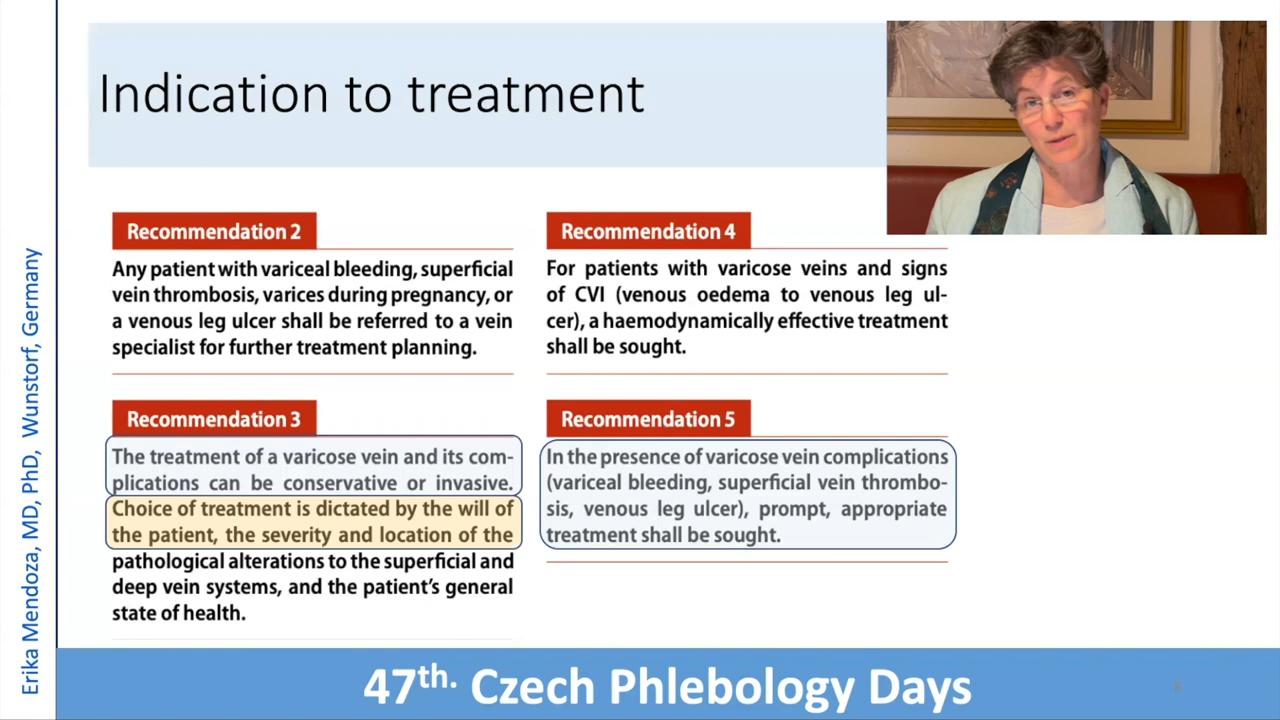 Indication to treatment
Recommendation 2
Any patient with variceal bleeding, superficial
vein thrombosis, varices during pregnancy, or
a venous leg ulcer shall be referred to a vein
specialist for further treatment planning.
Recommendation 3
The treatment of a varicose vein and its com-
plications can be conservative or invasive.
Choice of treatment is dictated by the will of
the patient, the severity and location of the
pathological alterations to the superficial and
deep vein systems, and the patient's general
state of health.
Recommendation 4
For patients with varicose veins and signs
of CVI (venous oedema to venous leg ul-
cer), a haemodynamically effective treatment
shall be sought.
Recommendation 5
In the presence of varicose vein complications
(variceal bleeding, superficial vein thrombo-
sis, venous leg ulcer), prompt, appropriate
treatment shall be sought.
Erika Mendoza, MD, PhD, Wunstorf, Germany
47th. Czech Phlebology Days